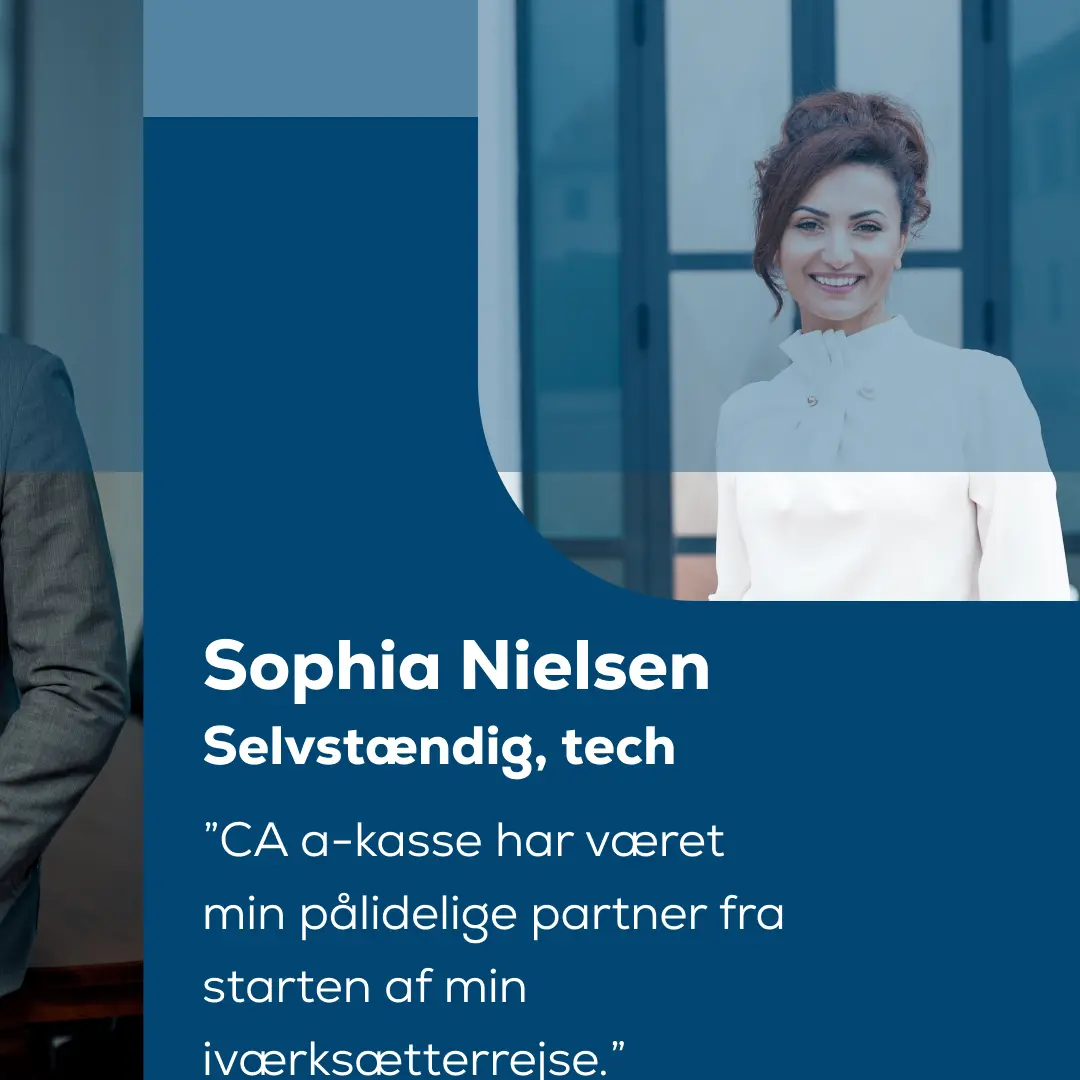 Sophia Nielsen
Selvstændig, tech
”CA a-kasse har været
min pålidelige partner fra
starten af min
iværksætterrejse.”